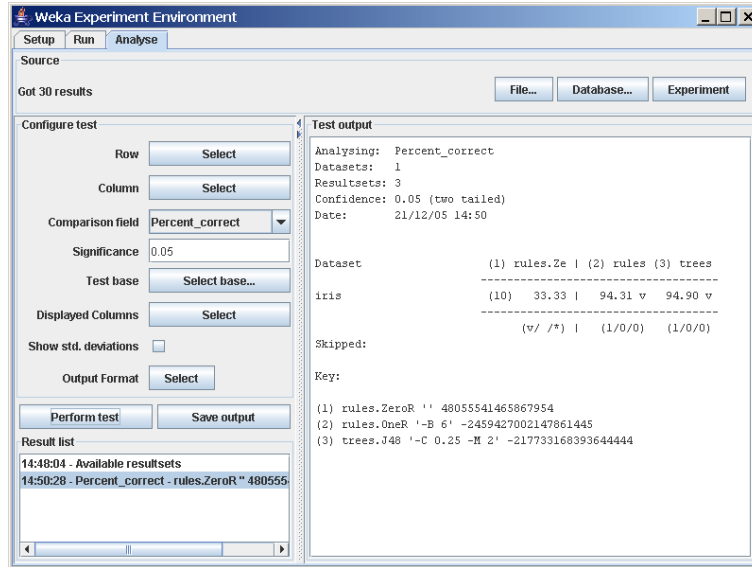 Weka Experiment Environment
Setup Run Analyse
Source
Got 30 results
File... Database... Experiment
Configure test
Row Select
Column Select
Comparison field Percent_correct
Significance 0.05
Test base Select base...
Displayed Columns Select
Show std. deviations
Output Format Select
Perform test Save output
Result list
14:48:04 - Available resultsets
14:50:28 - Percent_correct - rules.ZeroR '' 480555
Test output
Analysing: Percent_correct
Datasets: 1
Resultsets: 3
Confidence: 0.05 (two tailed)
Date: 21/12/05 14:50
Dataset (1) rules.Ze | (2) rules (3) trees
----------------------------------
iris (10) 33.33 | 94.31 v 94.90 v
----------------------------------
(v/ /*) | (1/0/0) (1/0/0)
Skipped:
Key:
(1) rules.ZeroR '' 48055541465867954
(2) rules.OneR '-B 6' -2459427002147861445
(3) trees.J48 '-C 0.25 -M 2' -217733168393644444